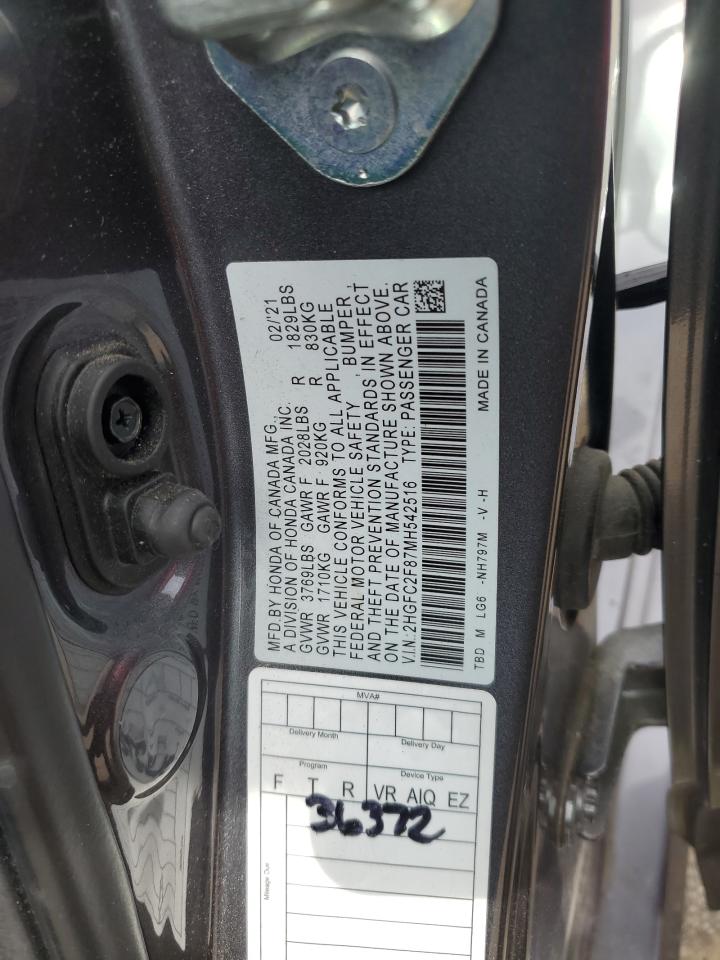 MFD.BY HONDA OF CANADA MFG., 02/'21
A DIVISION OF HONDA CANADA INC.
GVWR 3769LBS GAWR F 2028LBS R 1829LBS
GVWR 1710KG GAWR F 920KG R 830KG
THIS VEHICLE CONFORMS TO ALL APPLICABLE
FEDERAL MOTOR VEHICLE SAFETY, BUMPER,
AND THEFT PREVENTION STANDARDS IN EFFECT
ON THE DATE OF MANUFACTURE SHOWN ABOVE.
V.I.N.:2HGFC2F87MH542516 TYPE: PASSENGER CAR
TBD M LG6 -NH797M -V -H MADE IN CANADA
MVA#
Delivery Month Delivery Day
Program Device Type
F T R VR AIQ EZ
36372
Mileage Due